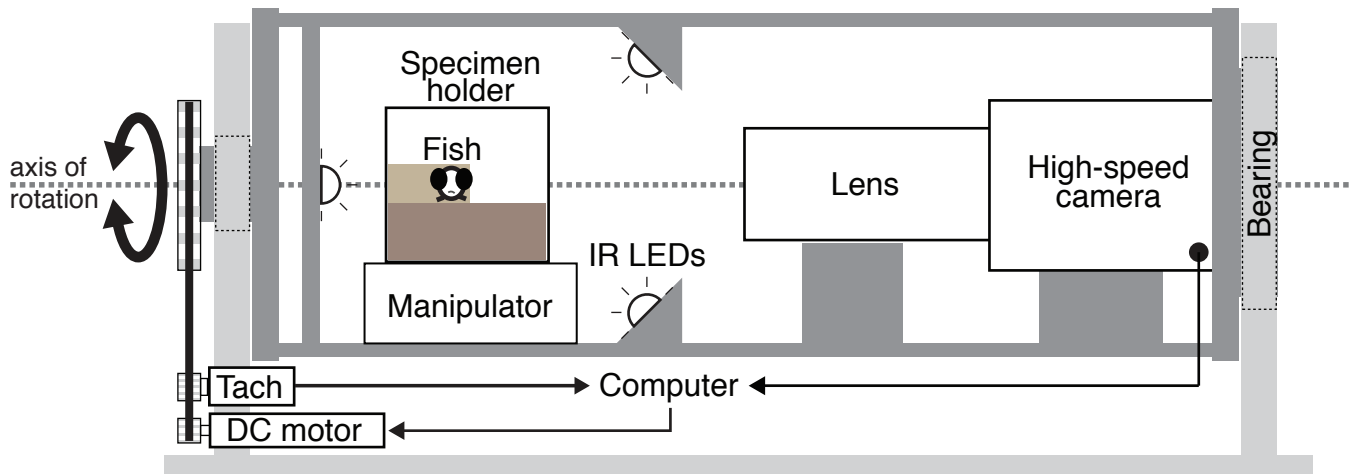 Specimen
holder
Fish
axis of
rotation
Lens
High-speed
camera
Bearing
IR LEDs
Manipulator
Tach
Computer
DC motor